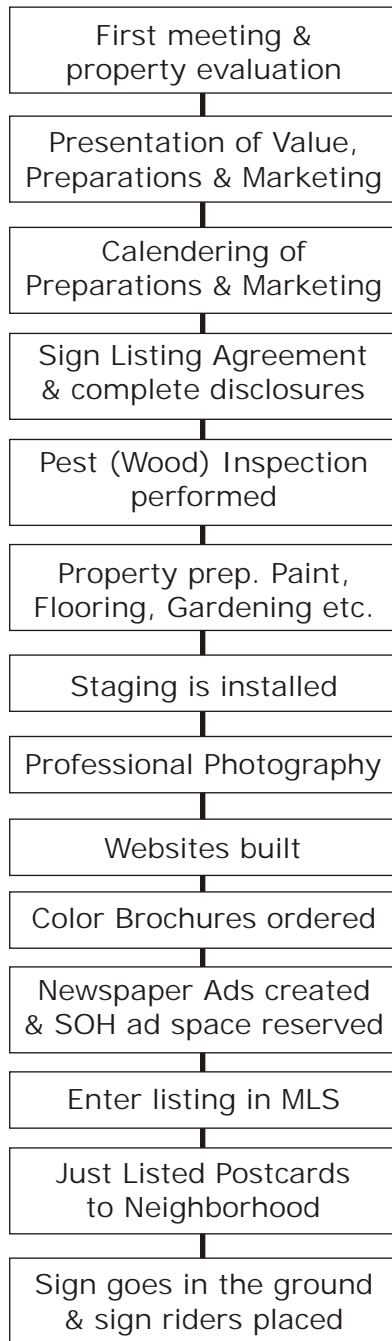 First meeting &
property evaluation
Presentation of Value,
Preparations & Marketing
Calendering of
Preparations & Marketing
Sign Listing Agreement
& complete disclosures
Pest (Wood) Inspection
performed
Property prep. Paint,
Flooring, Gardening etc.
Staging is installed
Professional Photography
Websites built
Color Brochures ordered
Newspaper Ads created
& SOH ad space reserved
Enter listing in MLS
Just Listed Postcards
to Neighborhood
Sign goes in the ground
& sign riders placed